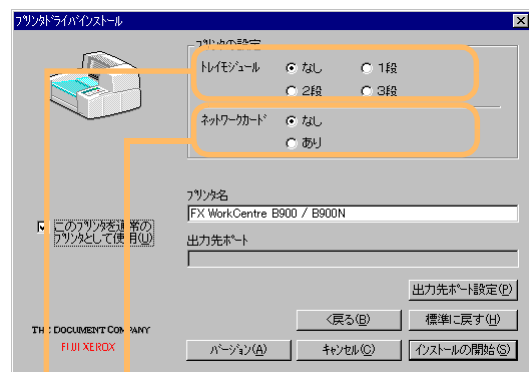 プリンタドライバインストール
プリンタの設定
トレイモジュール
なし
1段
2段
3段
ネットワークカード
なし
あり
プリンタ名
FX WorkCentre B900 / B900N
このプリンタを通常の
プリンタとして使用(U)
出力先ポート
出力先ポート設定(P)
<戻る(B)
標準に戻す(H)
THE DOCUMENT COMPANY
FUJI XEROX
バージョン(A)
キャンセル(C)
インストールの開始(S)